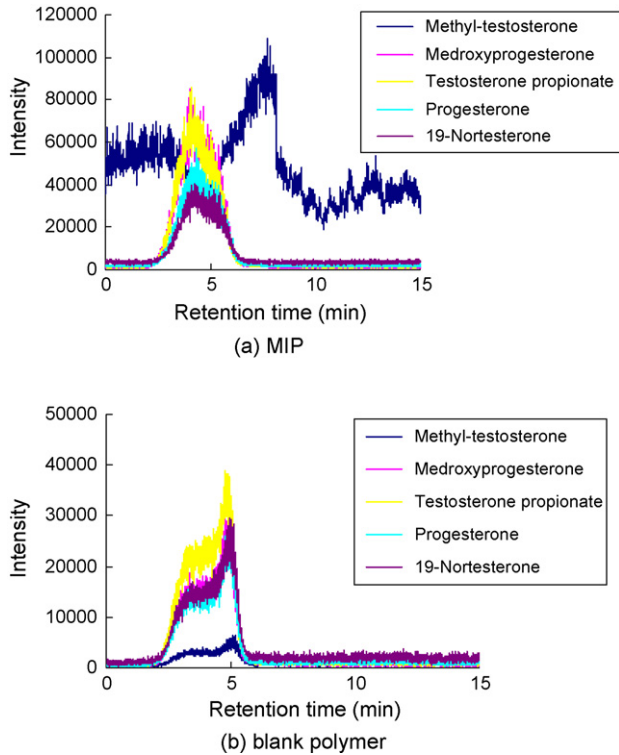 120000
100000
80000
60000
40000
20000
0
Intensity
0 5 10 15
Retention time (min)
Methyl-testosterone
Medroxyprogesterone
Testosterone propionate
Progesterone
19-Nortesterone
(a) MIP
50000
40000
30000
20000
10000
0
Intensity
0 5 10 15
Retention time (min)
Methyl-testosterone
Medroxyprogesterone
Testosterone propionate
Progesterone
19-Nortesterone
(b) blank polymer